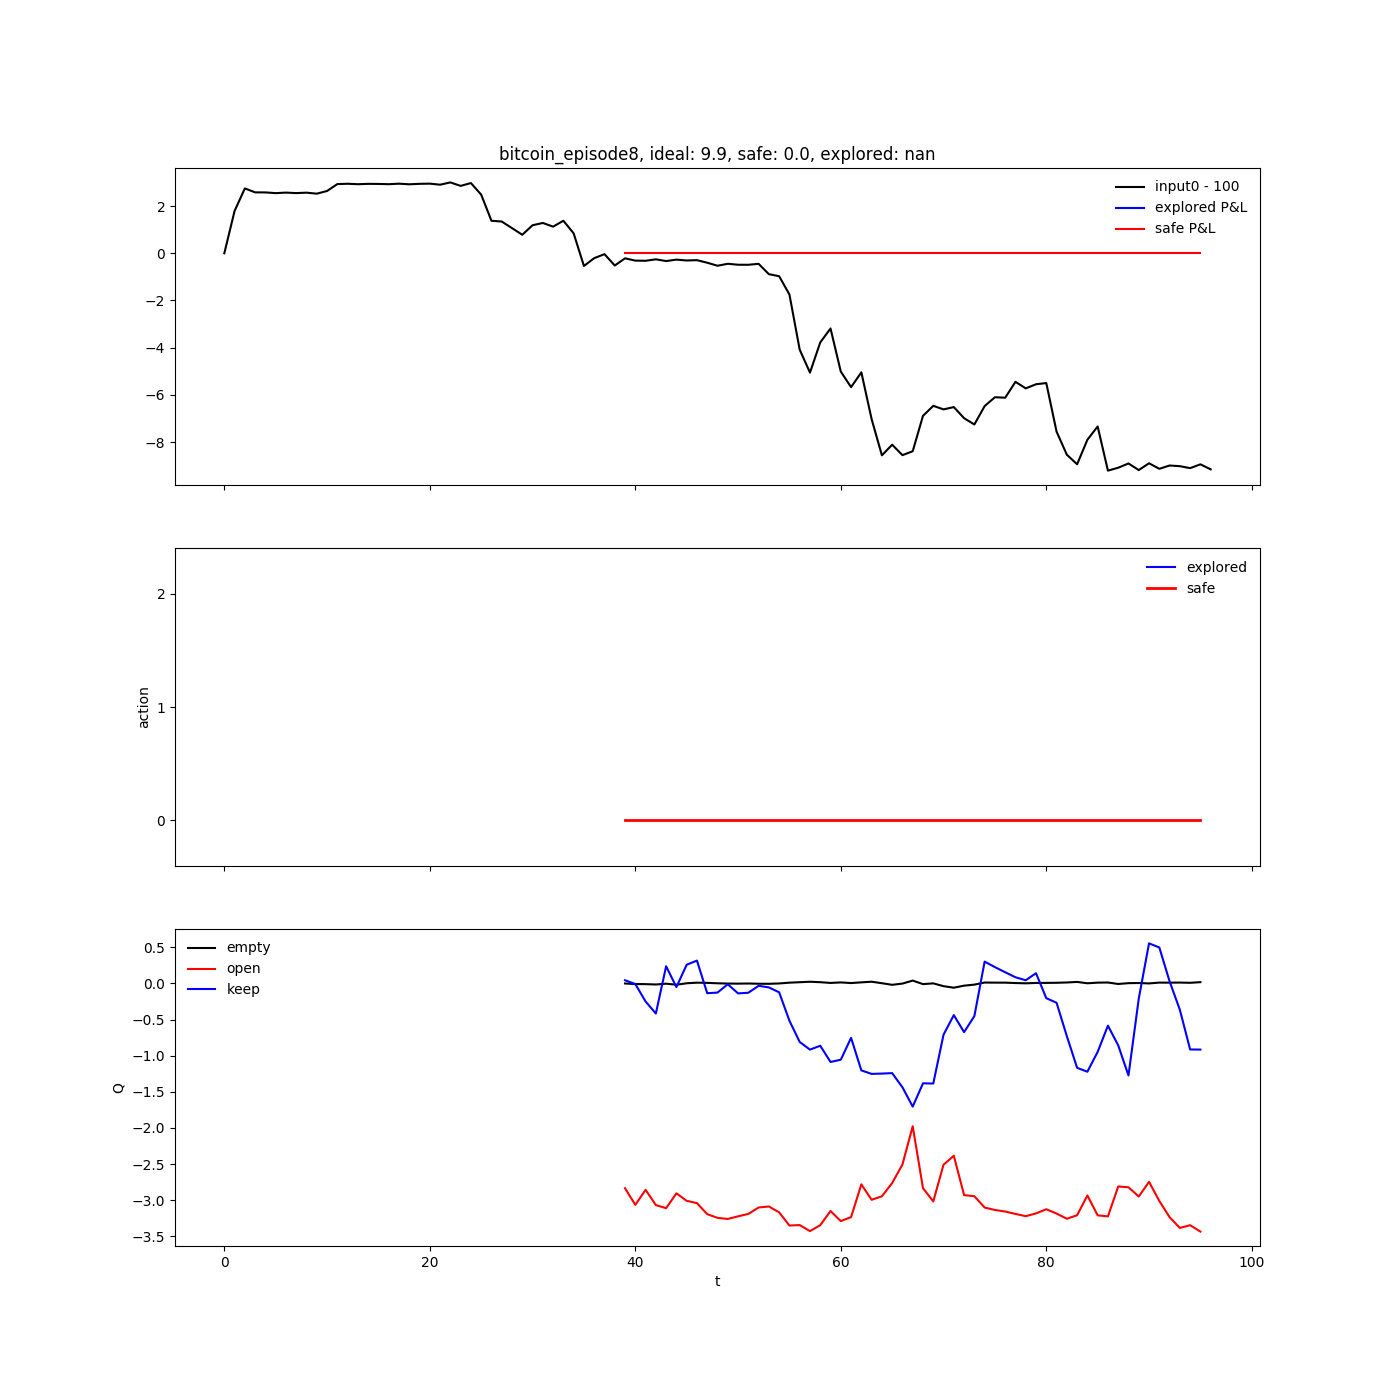 bitcoin_episode8, ideal: 9.9, safe: 0.0, explored: nan
input0 - 100
explored P&L
safe P&L
2
0
−2
−4
−6
−8
explored
safe
2
1
0
action
empty
open
keep
0.5
0.0
−0.5
−1.0
−1.5
−2.0
−2.5
−3.0
−3.5
Q
0 20 40 60 80 100
t